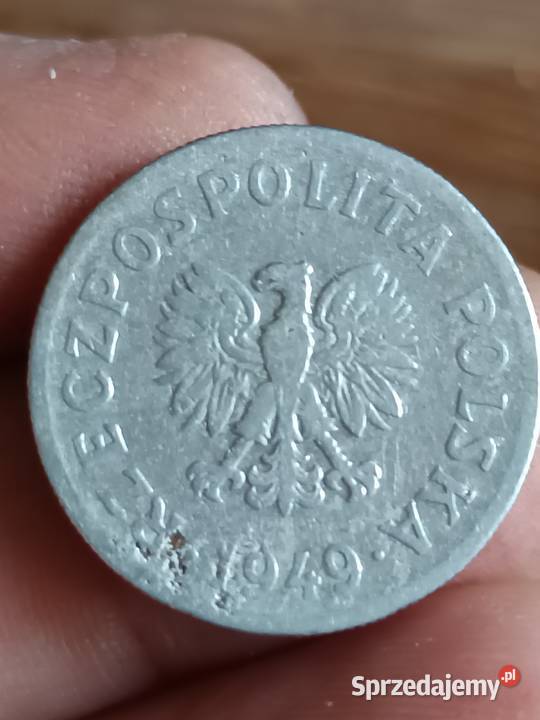 RZECZPOSPOLITA POLSKA · 1949
Sprzedajemy.pl